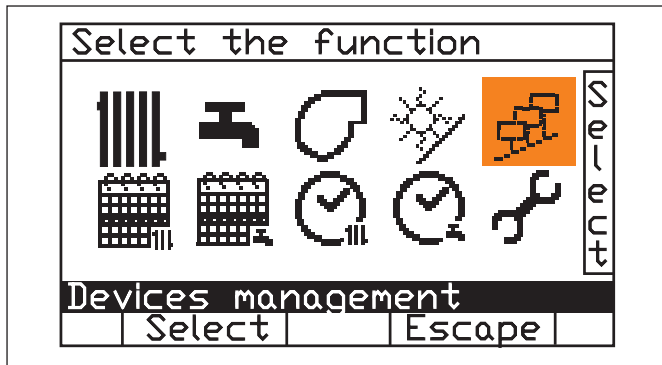 Select the function
Select
Devices management
Select Escape